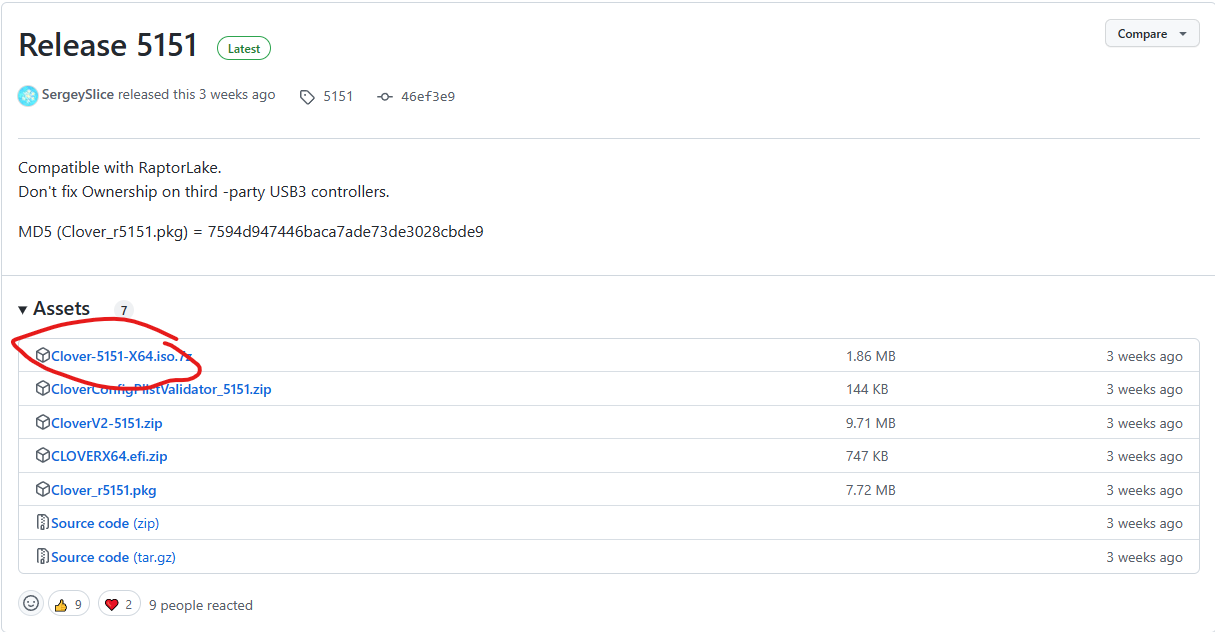 Release 5151 Latest Compare
SergeySlice released this 3 weeks ago 5151 46ef3e9
Compatible with RaptorLake.
Don't fix Ownership on third -party USB3 controllers.
MD5 (Clover_r5151.pkg) = 7594d947446baca7ade73de3028cbde9
Assets 7
Clover-5151-X64.iso.7z 1.86 MB 3 weeks ago
CloverConfigPlistValidator_5151.zip 144 KB 3 weeks ago
CloverV2-5151.zip 9.71 MB 3 weeks ago
CLOVERX64.efi.zip 747 KB 3 weeks ago
Clover_r5151.pkg 7.72 MB 3 weeks ago
Source code (zip) 3 weeks ago
Source code (tar.gz) 3 weeks ago
9 2 9 people reacted